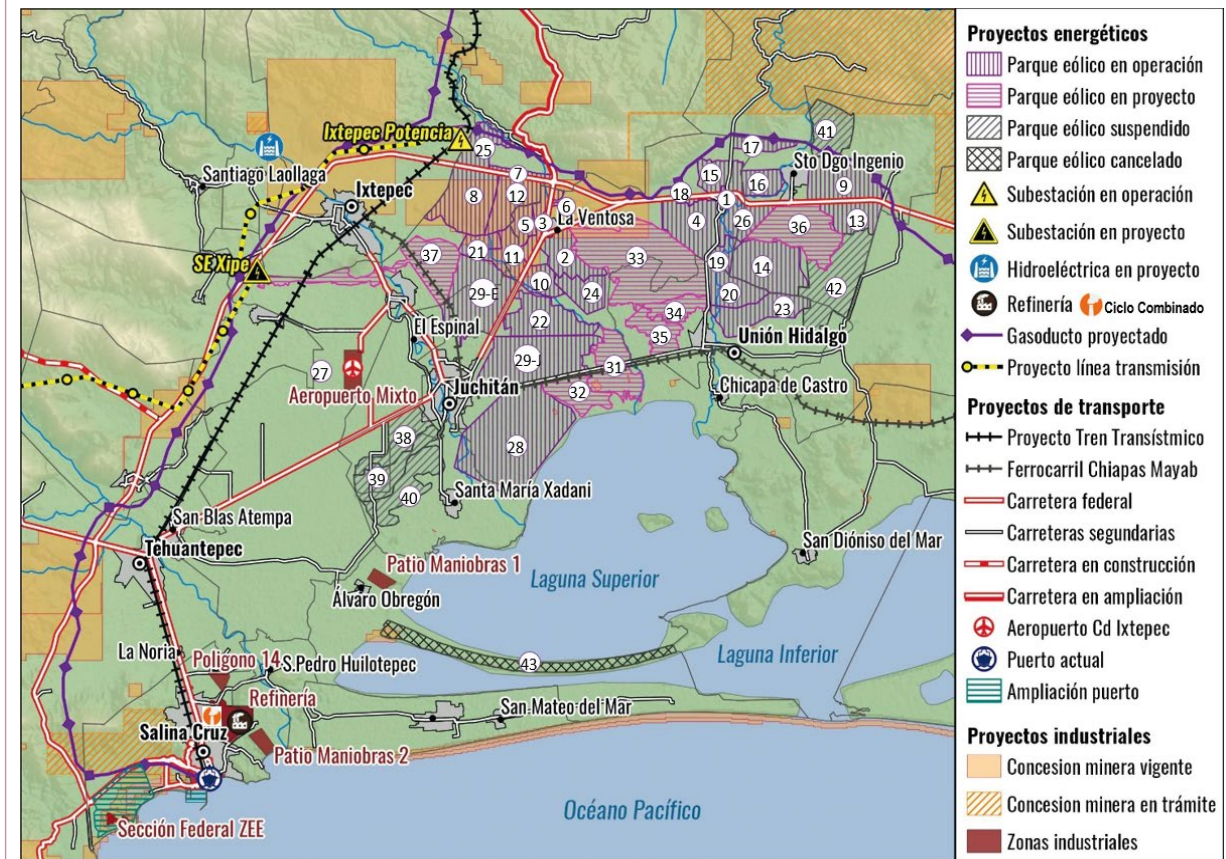 41
Ixtepec Potencia
25
17
Sto Dgo Ingenio
Santiago Laollaga
7
15
16
9
Ixtepec
8
12
18
1
6
La Ventosa
5
3
4
26
13
36
SE Xipe
37
21
11
2
33
19
14
29-E
10
24
20
42
El Espinal
22
34
23
35
Unión Hidalgo
27
29-I
31
Aeropuerto Mixto
Juchitán
32
Chicapa de Castro
38
28
39
40
Santa María Xadani
San Blas Atempa
Tehuantepec
San Dióniso del Mar
Patio Maniobras 1
Laguna Superior
Álvaro Obregón
La Noria
Poligono 14
S.Pedro Huilotepec
43
Laguna Inferior
Refinería
San Mateo del Mar
Salina Cruz
Patio Maniobras 2
Océano Pacífico
Sección Federal ZEE
Proyectos energéticos
Parque eólico en operación
Parque eólico en proyecto
Parque eólico suspendido
Parque eólico cancelado
Subestación en operación
Subestación en proyecto
Hidroeléctrica en proyecto
Refinería Ciclo Combinado
Gasoducto proyectado
Proyecto línea transmisión
Proyectos de transporte
Proyecto Tren Transístmico
Ferrocarril Chiapas Mayab
Carretera federal
Carreteras segundarias
Carretera en construcción
Carretera en ampliación
Aeropuerto Cd Ixtepec
Puerto actual
Ampliación puerto
Proyectos industriales
Concesion minera vigente
Concesion minera en trámite
Zonas industriales